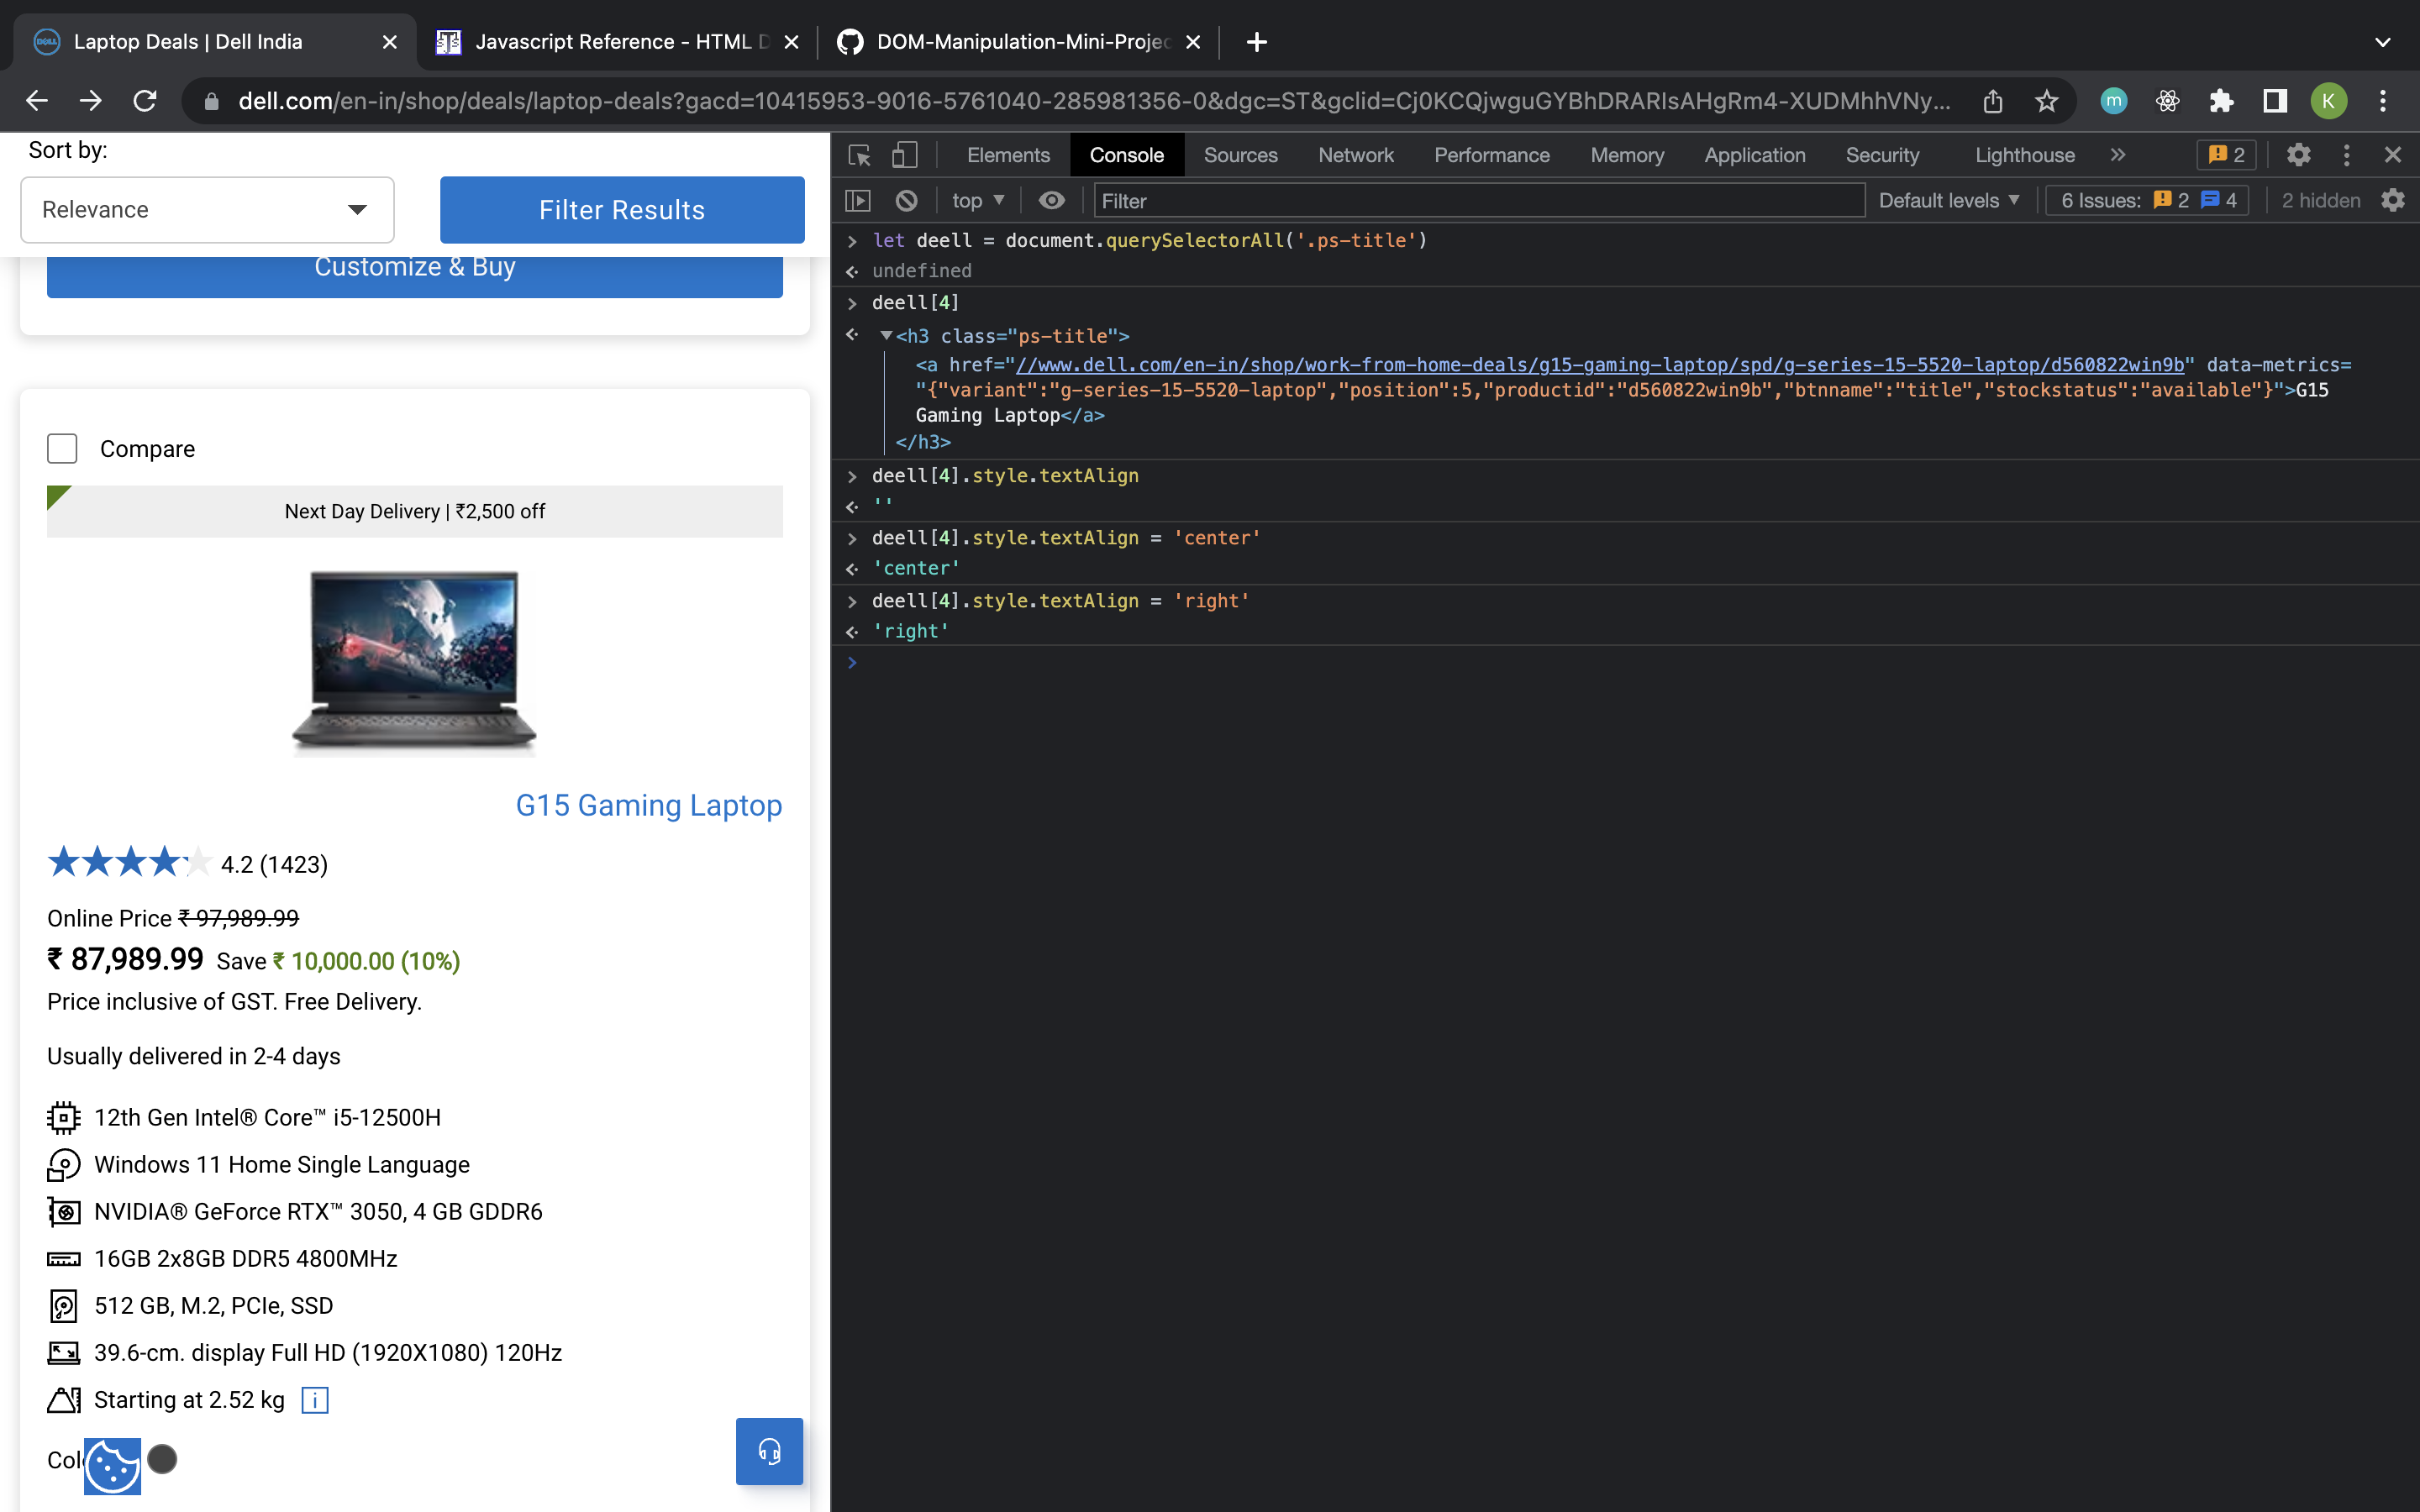 Laptop Deals | Dell India
Javascript Reference - HTML D
DOM-Manipulation-Mini-Projec
dell.com/en-in/shop/deals/laptop-deals?gacd=10415953-9016-5761040-285981356-0&dgc=ST&gclid=Cj0KCQjwguGYBhDRARIsAHgRm4-XUDMhhVNy...
m
K
Sort by:
Relevance
Filter Results
Customize & Buy
Compare
Next Day Delivery | ₹2,500 off
G15 Gaming Laptop
4.2 (1423)
Online Price ₹ 97,989.99
₹ 87,989.99 Save ₹ 10,000.00 (10%)
Price inclusive of GST. Free Delivery.
Usually delivered in 2-4 days
12th Gen Intel® Core™ i5-12500H
Windows 11 Home Single Language
NVIDIA® GeForce RTX™ 3050, 4 GB GDDR6
16GB 2x8GB DDR5 4800MHz
512 GB, M.2, PCIe, SSD
39.6-cm. display Full HD (1920X1080) 120Hz
Starting at 2.52 kg i
Col
Elements Console Sources Network Performance Memory Application Security Lighthouse » 2
top Filter Default levels 6 Issues: 2 4 2 hidden
let deell = document.querySelectorAll('.ps-title')
undefined
deell[4]
<h3 class="ps-title">
<a href="//www.dell.com/en-in/shop/work-from-home-deals/g15-gaming-laptop/spd/g-series-15-5520-laptop/d560822win9b" data-metrics=
"{"variant":"g-series-15-5520-laptop","position":5,"productid":"d560822win9b","btnname":"title","stockstatus":"available"}">G15
Gaming Laptop</a>
</h3>
deell[4].style.textAlign
''
deell[4].style.textAlign = 'center'
'center'
deell[4].style.textAlign = 'right'
'right'